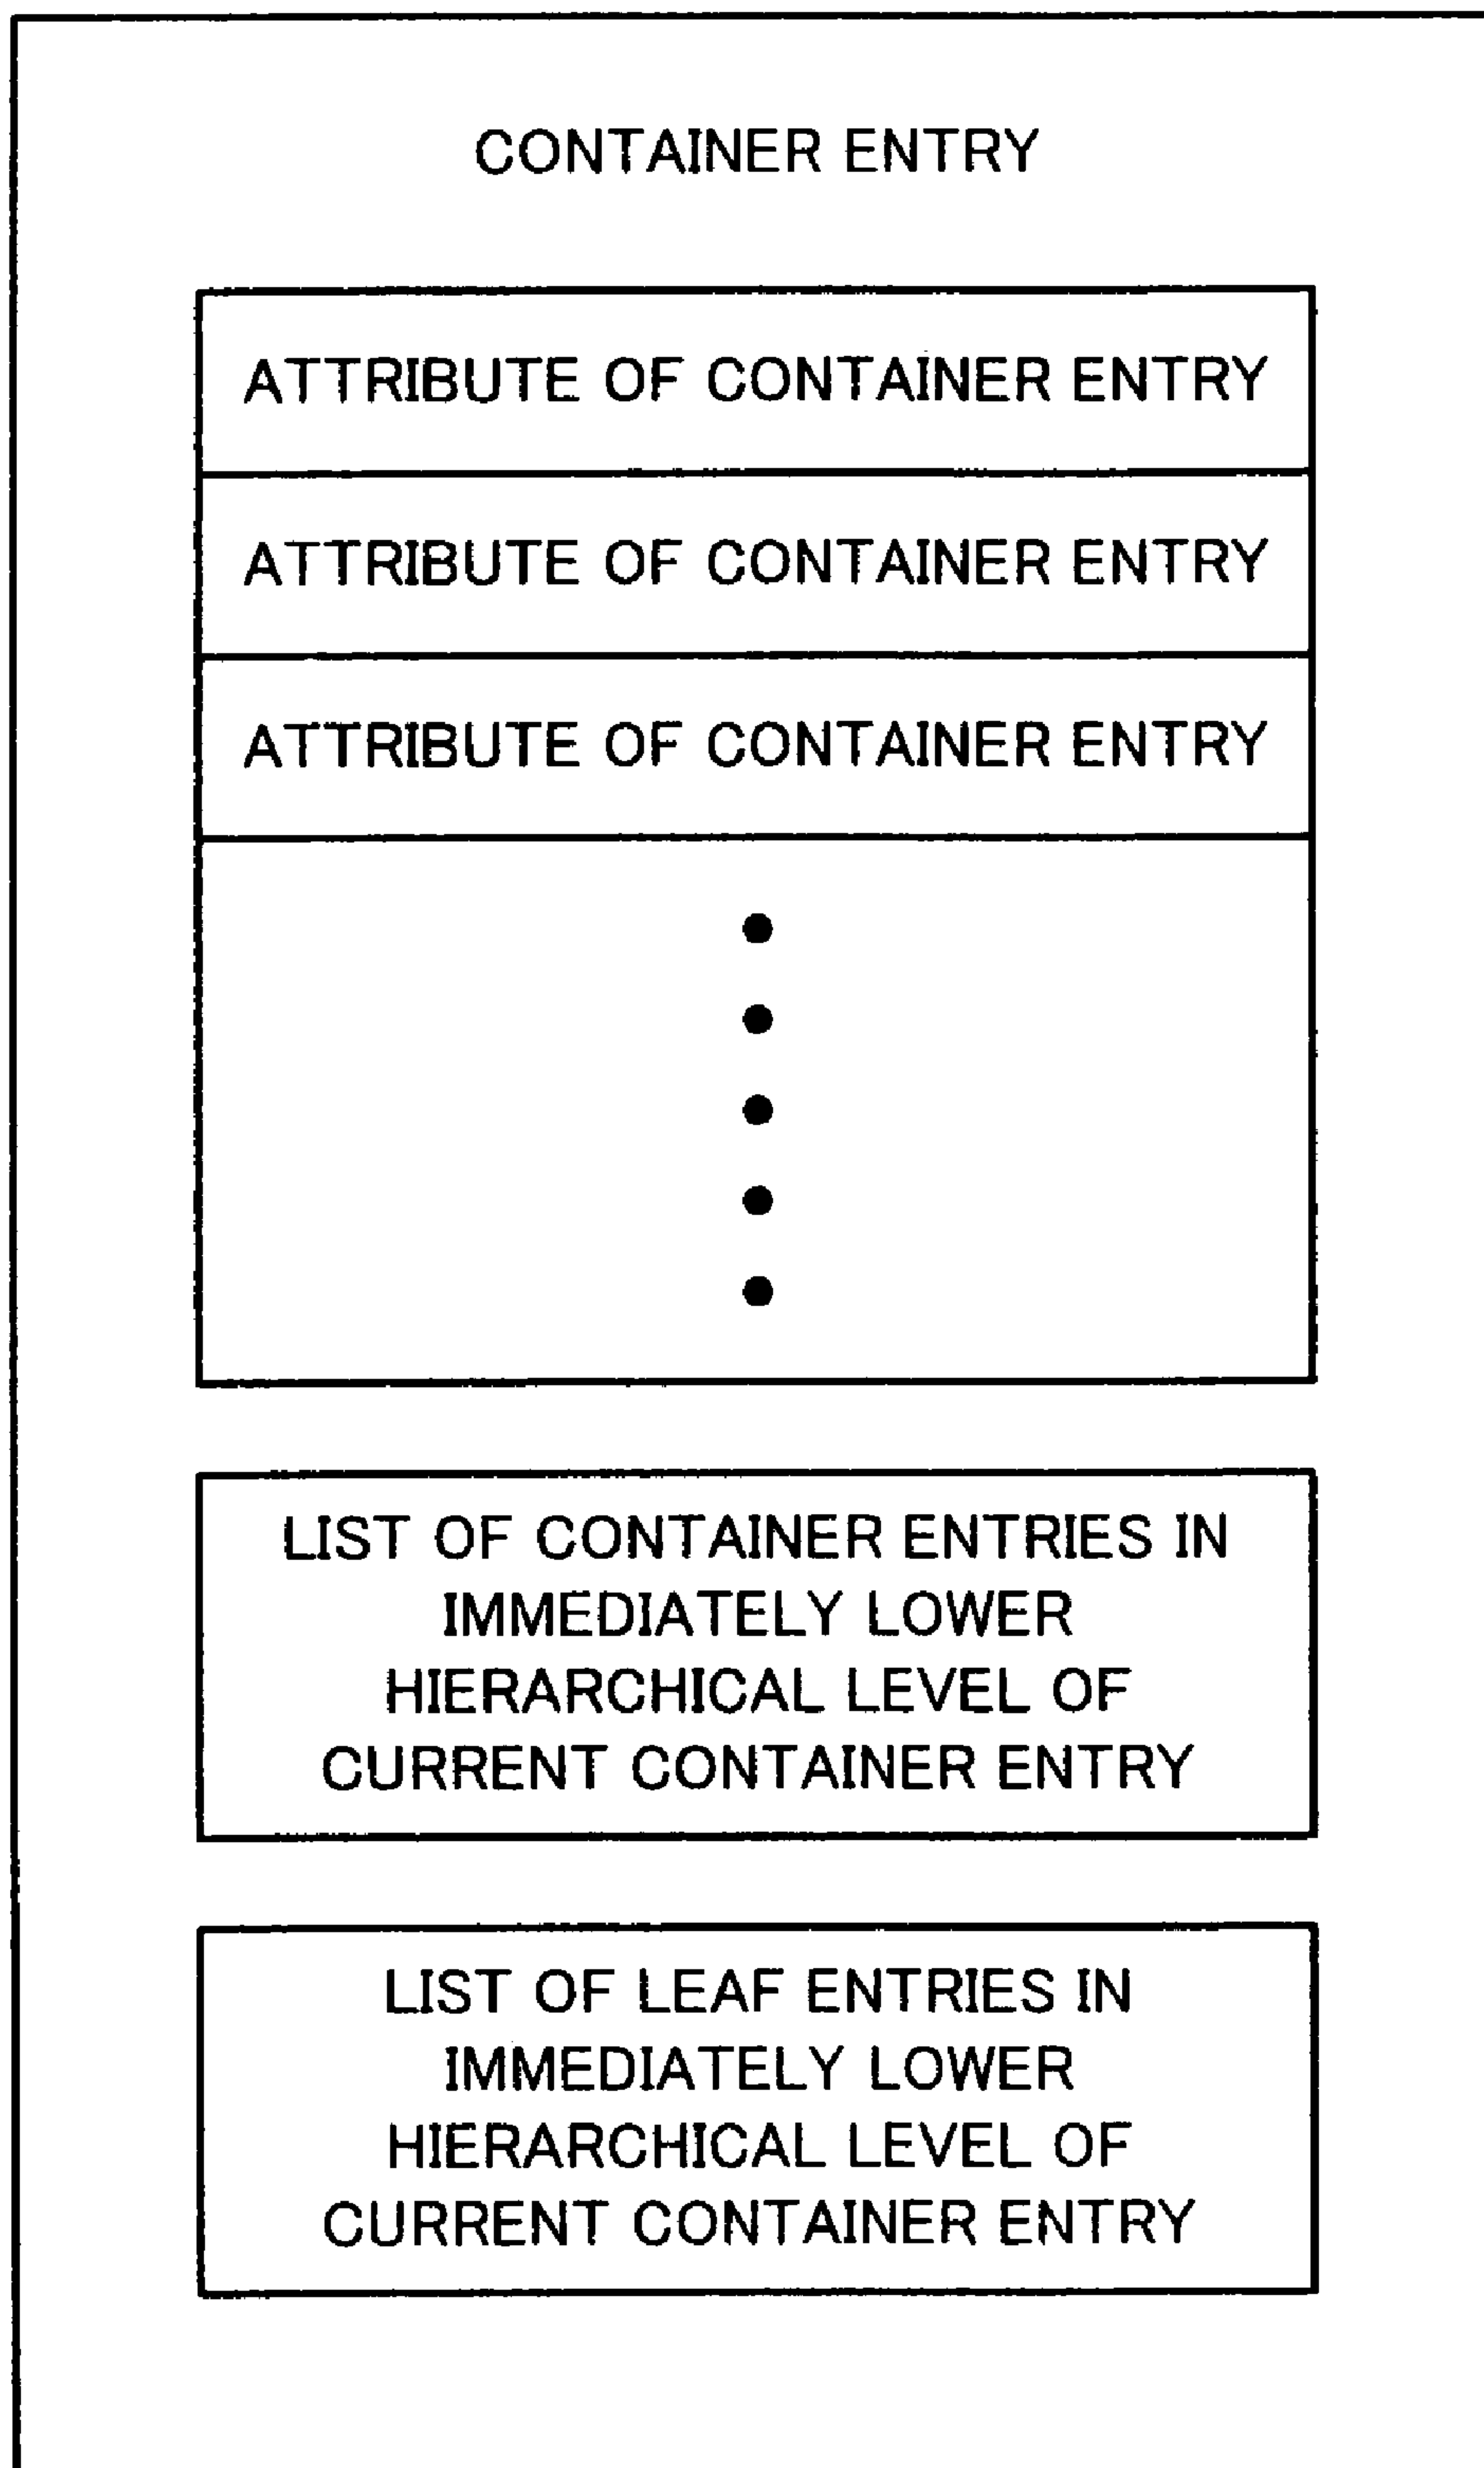 CONTAINER ENTRY
ATTRIBUTE OF CONTAINER ENTRY
ATTRIBUTE OF CONTAINER ENTRY
ATTRIBUTE OF CONTAINER ENTRY
LIST OF CONTAINER ENTRIES IN
IMMEDIATELY LOWER
HIERARCHICAL LEVEL OF
CURRENT CONTAINER ENTRY
LIST OF LEAF ENTRIES IN
IMMEDIATELY LOWER
HIERARCHICAL LEVEL OF
CURRENT CONTAINER ENTRY